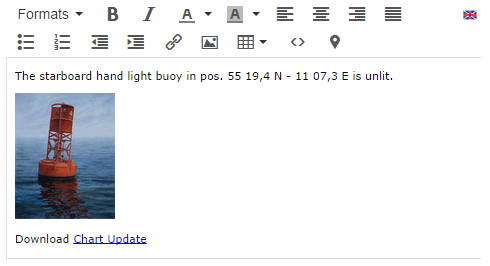 Formats
The starboard hand light buoy in pos. 55 19,4 N - 11 07,3 E is unlit.
Download Chart Update